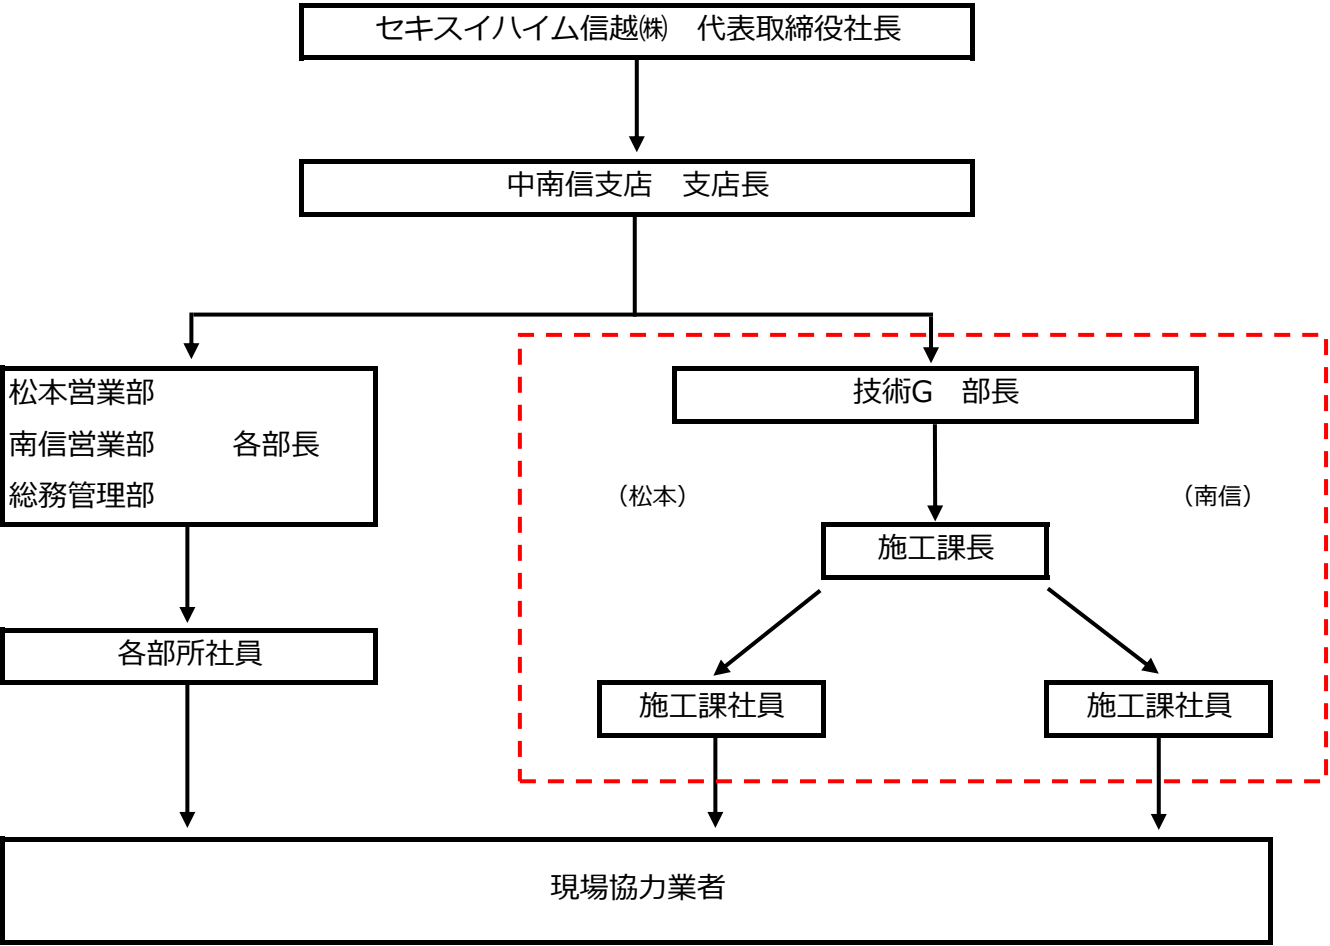 セキスイハイム信越㈱　代表取締役社長
中南信支店　支店長
松本営業部
南信営業部　各部長
総務管理部
技術G　部長
（松本）
（南信）
施工課長
各部所社員
施工課社員
施工課社員
現場協力業者